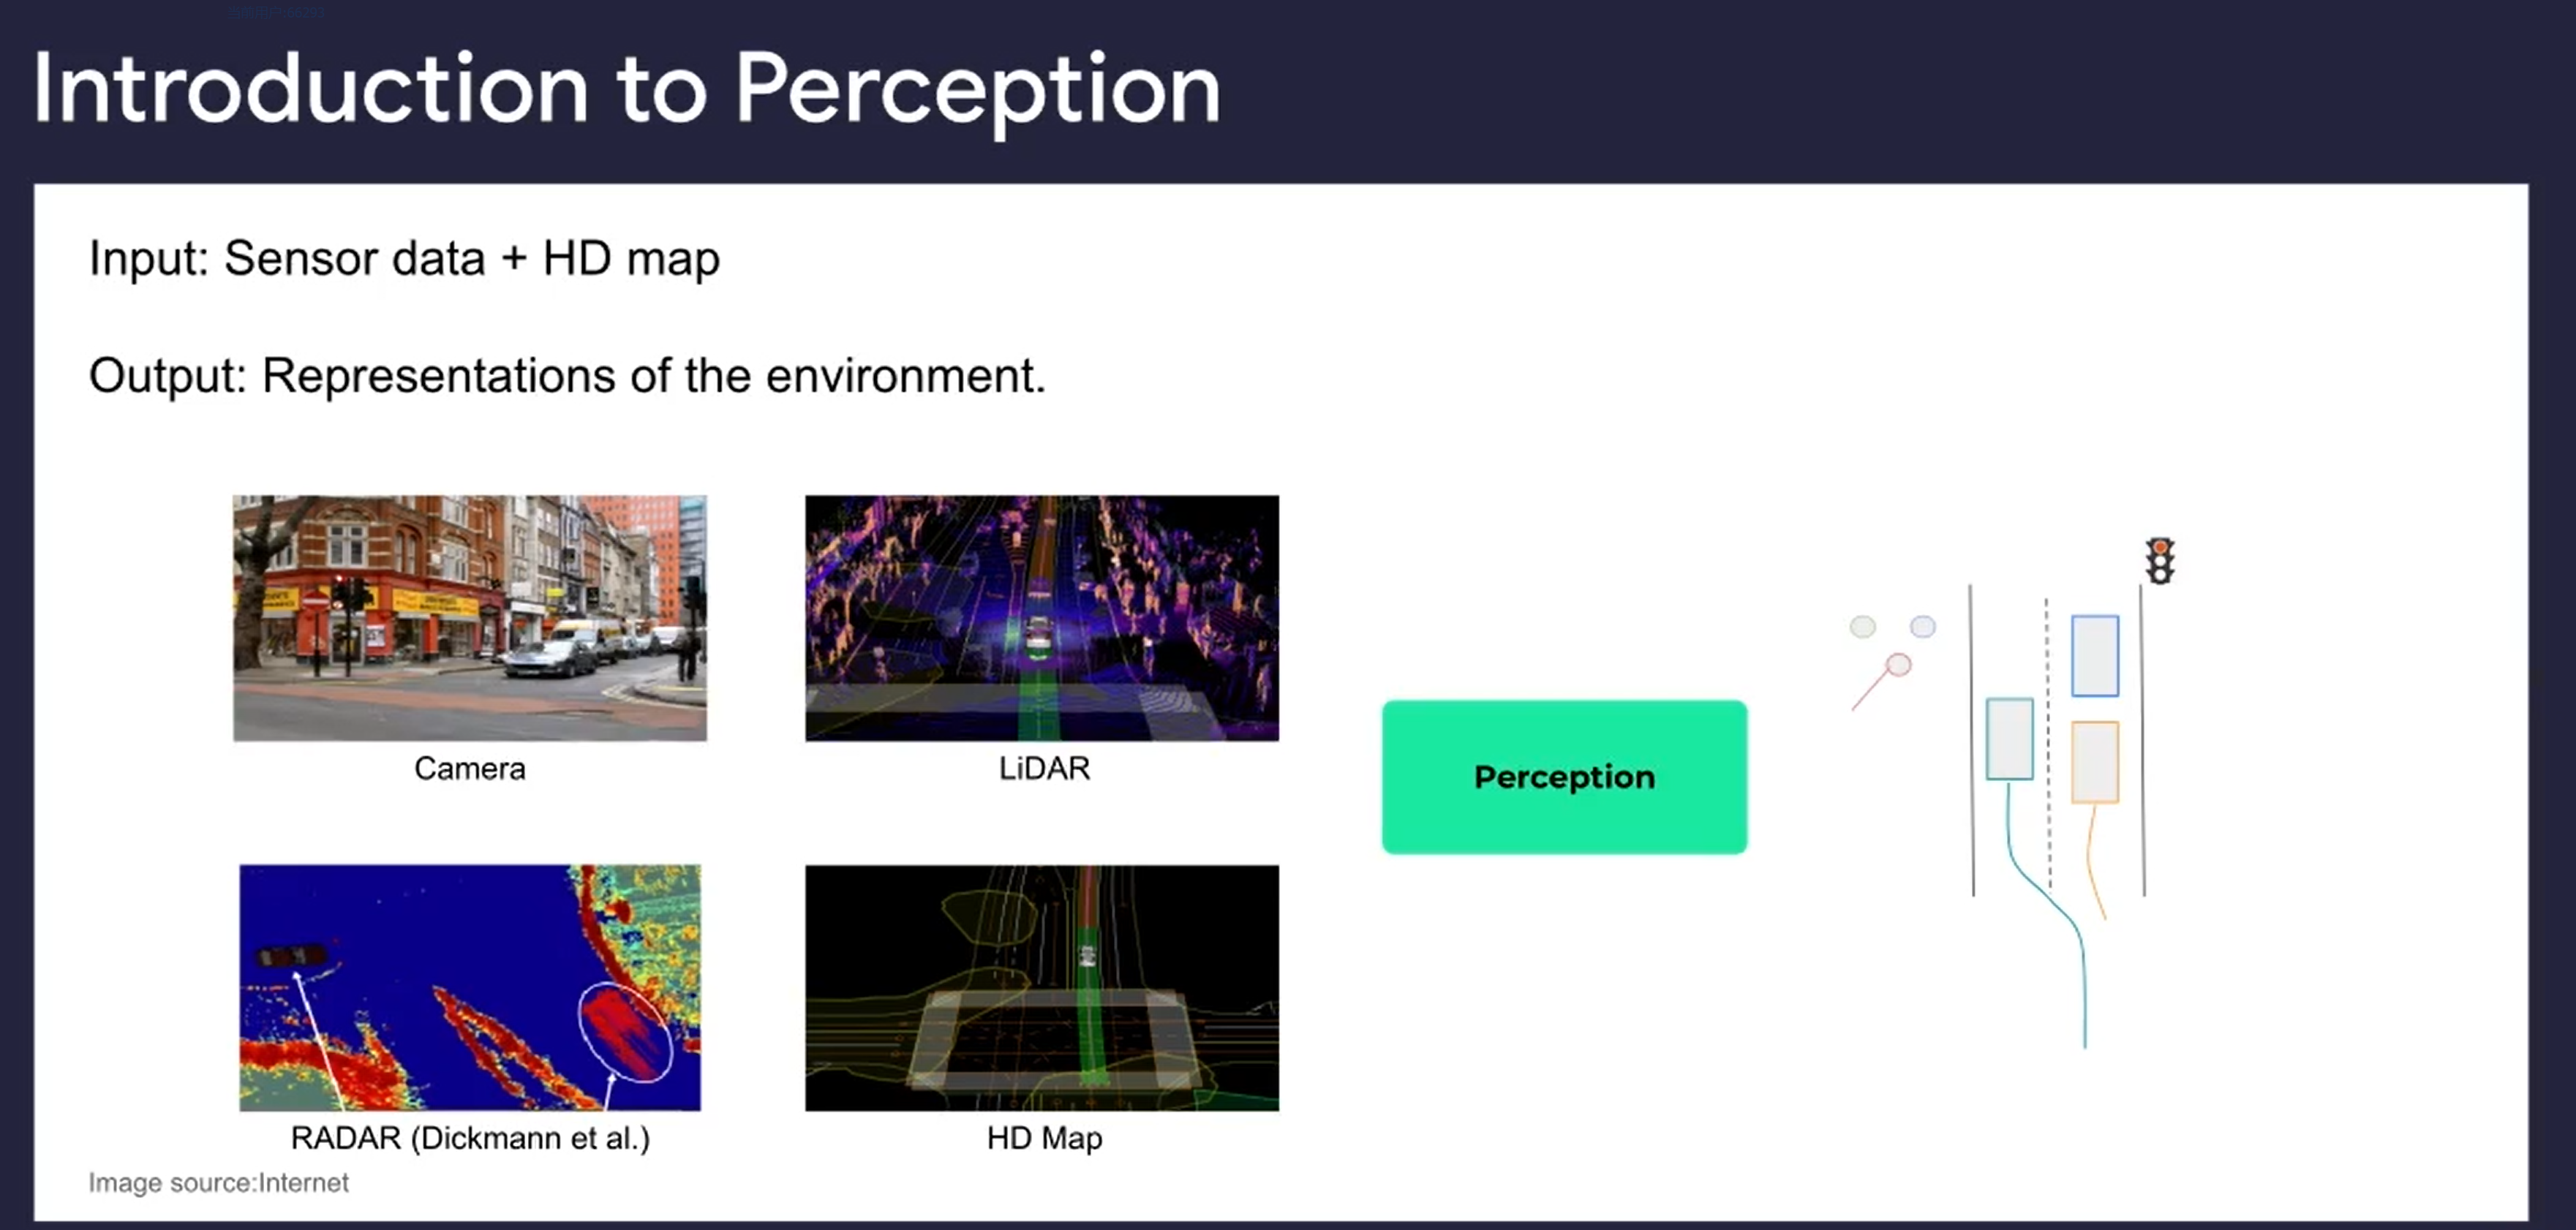 Introduction to Perception
Input: Sensor data + HD map
Output: Representations of the environment.
Camera
LiDAR
Perception
RADAR (Dickmann et al.)
HD Map
Image source:Internet